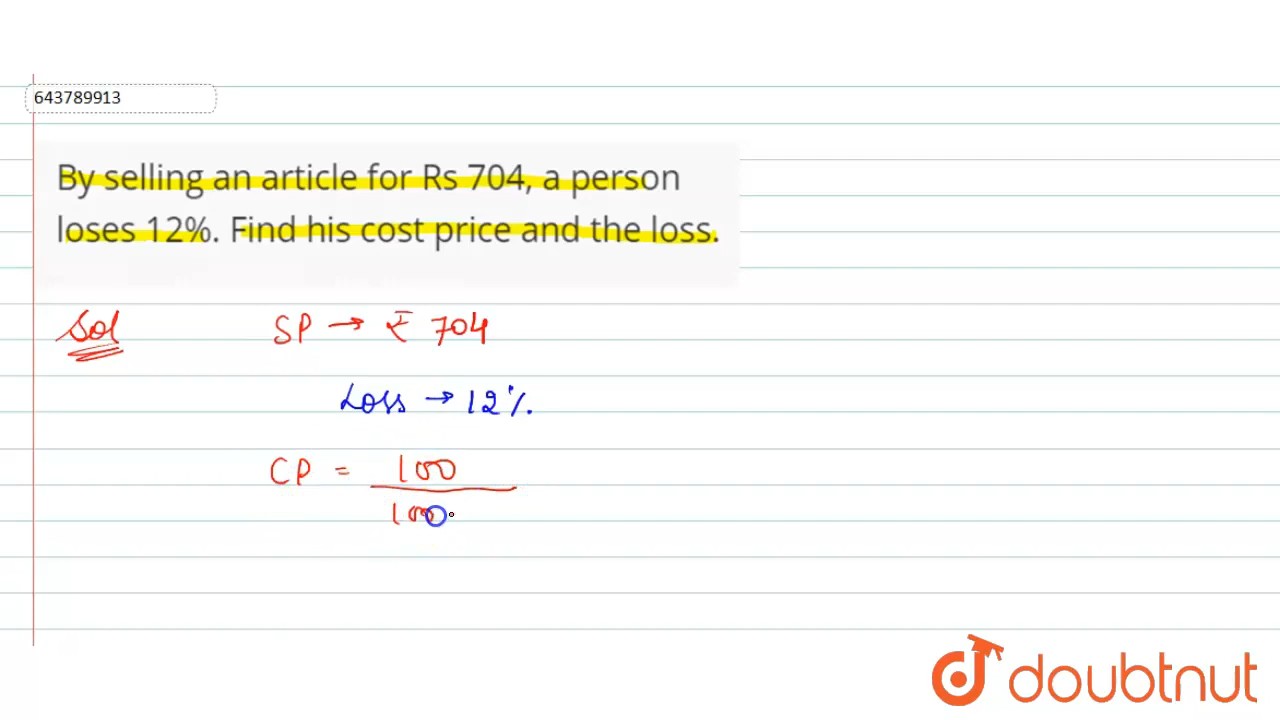 643789913
By selling an article for Rs 704, a person
loses 12%. Find his cost price and the loss.
Sol
SP → ₹ 704
Loss → 12%.
CP = 100
100
doubtnut